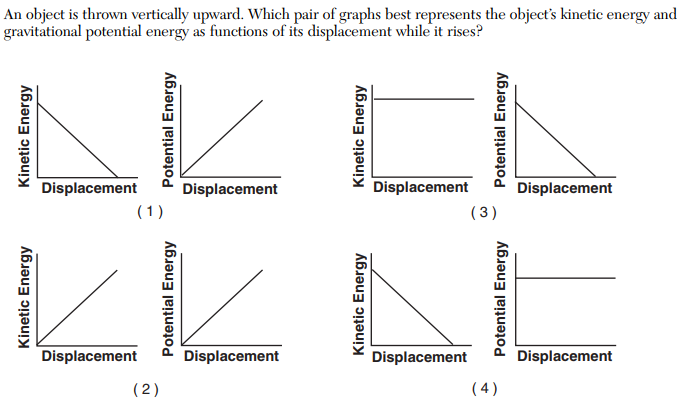 An object is thrown vertically upward. Which pair of graphs best represents the object's kinetic energy and
gravitational potential energy as functions of its displacement while it rises?
Kinetic Energy
Displacement
Potential Energy
Displacement
(1)
Kinetic Energy
Displacement
Potential Energy
Displacement
(3)
Kinetic Energy
Displacement
Potential Energy
Displacement
(2)
Kinetic Energy
Displacement
Potential Energy
Displacement
(4)